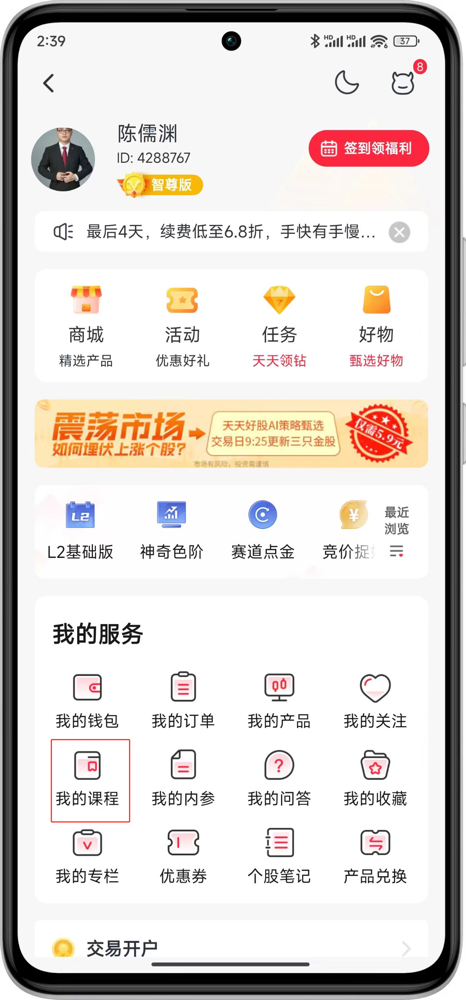 2:39
HD HD 6 37
8
陈儒渊
ID: 4288767
签到领福利
智尊版
最后4天，续费低至6.8折，手快有手慢...
商城 活动 任务 好物
精选产品 优惠好礼 天天领钻 甄选好物
震荡市场
如何埋伏上涨个股?
天天好股AI策略甄选
交易日9:25更新三只金股
仅需5.9元
市场有风险，投资需谨慎
L2
L2基础版 神奇色阶 赛道点金 竞价捉
最近
浏览
我的服务
我的钱包 我的订单 我的产品 我的关注
我的课程 我的内参 我的问答 我的收藏
我的专栏 优惠券 个股笔记 产品兑换
交易开户